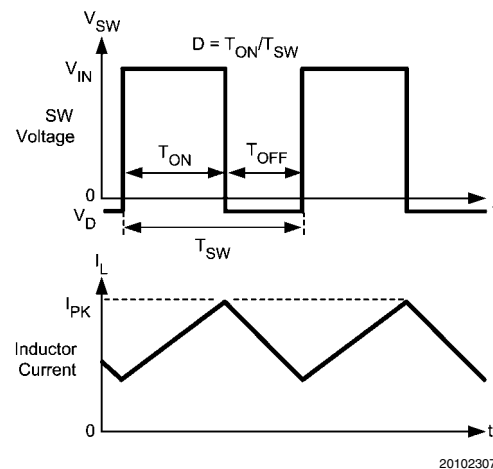 V_SW
D = T_ON/T_SW
V_IN
SW
Voltage
T_ON
T_OFF
0
V_D
T_SW
I_L
I_PK
Inductor
Current
0
t
20102307